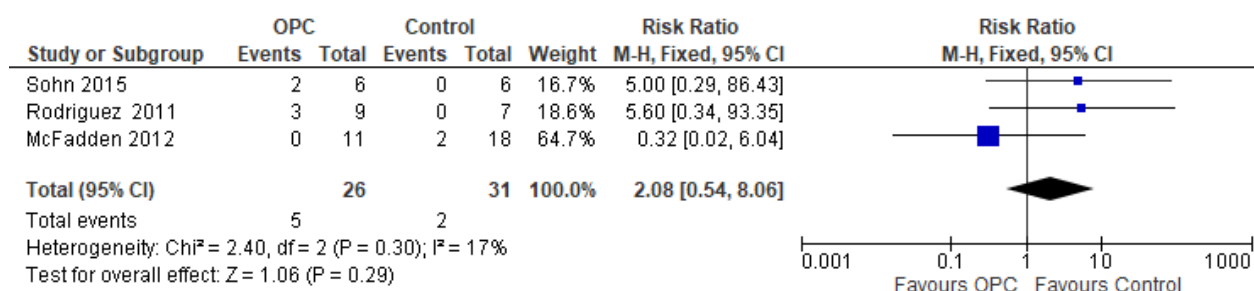 OPC Control Risk Ratio Risk Ratio
Study or Subgroup Events Total Events Total Weight M-H, Fixed, 95% CI M-H, Fixed, 95% CI
Sohn 2015 2 6 0 6 16.7% 5.00 [0.29, 86.43]
Rodriguez 2011 3 9 0 7 18.6% 5.60 [0.34, 93.35]
McFadden 2012 0 11 2 18 64.7% 0.32 [0.02, 6.04]
Total (95% CI) 26 31 100.0% 2.08 [0.54, 8.06]
Total events 5 2
Heterogeneity: Chi² = 2.40, df = 2 (P = 0.30); I² = 17%
Test for overall effect: Z = 1.06 (P = 0.29)
0.001 0.1 1 10 1000
Favours OPC Favours Control